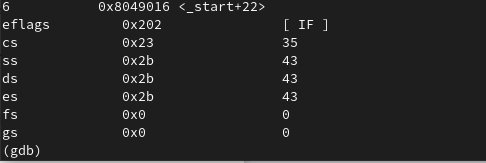 6 0x8049016 <_start+22>
eflags 0x202 [ IF ]
cs 0x23 35
ss 0x2b 43
ds 0x2b 43
es 0x2b 43
fs 0x0 0
gs 0x0 0
(gdb)